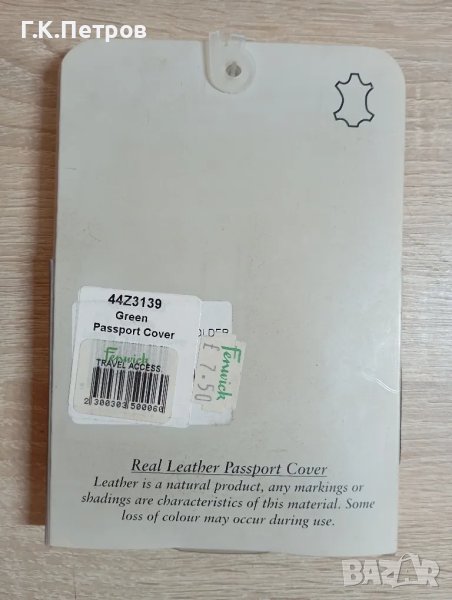 Г.К.Петров
44Z3139
Green
Passport Cover
OLDER
Fenwick
TRAVEL ACCESS.
2 300303 500060
Fenwick
£ 7.50
Real Leather Passport Cover
Leather is a natural product, any markings or
shadings are characteristics of this material. Some
loss of colour may occur during use.
BAZAR